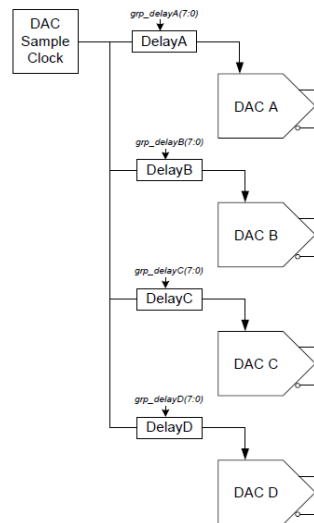 DAC
Sample
Clock
grp_delayA(7:0)
DelayA
DAC A
grp_delayB(7:0)
DelayB
DAC B
grp_delayC(7:0)
DelayC
DAC C
grp_delayD(7:0)
DelayD
DAC D